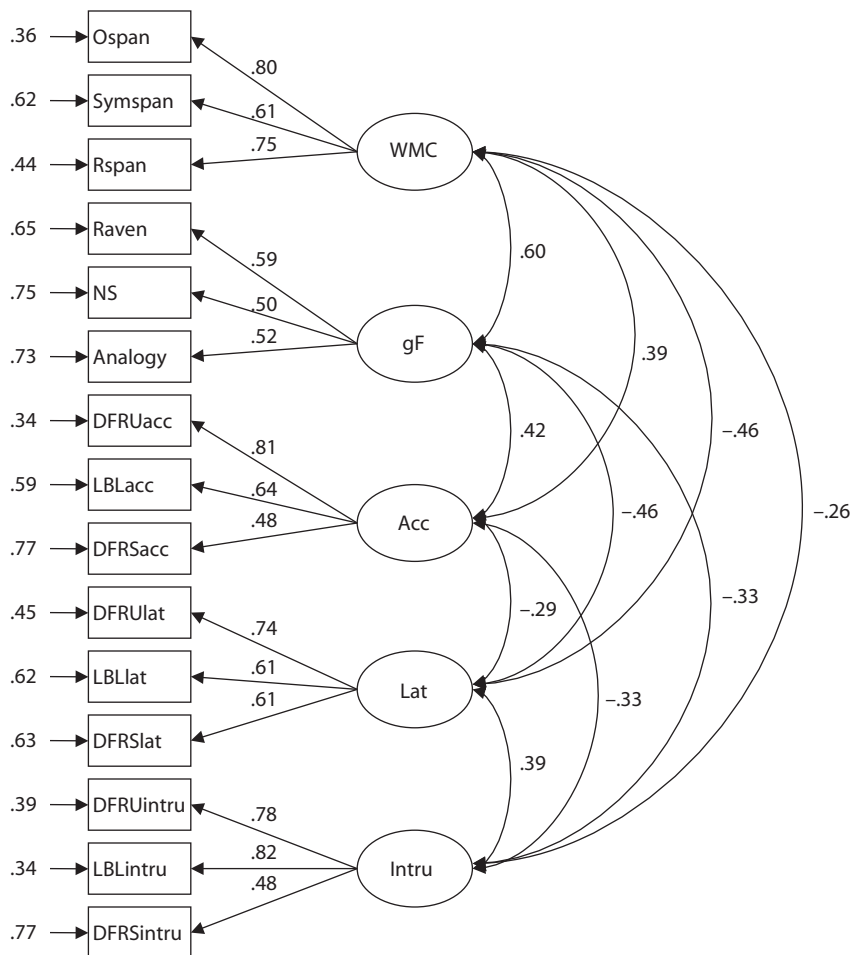 .36 Ospan
.80
.62 Symspan
.61
.75
.44 Rspan
WMC
.65 Raven
.59
.60
.75 NS
.50
.52
.73 Analogy
gF
.39
.34 DFRUacc
.81
.42
–.46
.59 LBLacc
.64
.48
.77 DFRSacc
Acc
–.46
–.26
.45 DFRUlat
.74
–.29
–.33
.62 LBLlat
.61
.61
.63 DFRSlat
Lat
–.33
.39
.39 DFRUintru
.78
.82
.34 LBLintru
.48
.77 DFRSintru
Intru